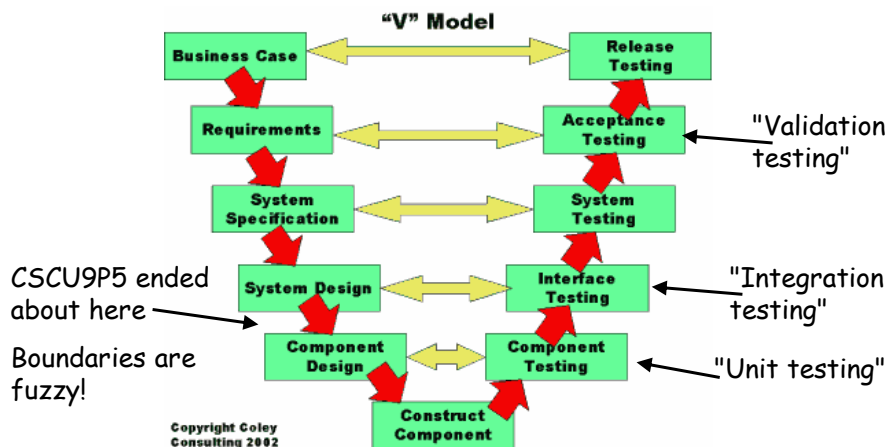 “V” Model
Business Case
Release
Testing
Requirements
Acceptance
Testing
"Validation
testing"
System
Specification
System
Testing
CSCU9P5 ended
about here
System Design
Interface
Testing
"Integration
testing"
Boundaries are
fuzzy!
Component
Design
Component
Testing
"Unit testing"
Construct
Component
Copyright Coley
Consulting 2002